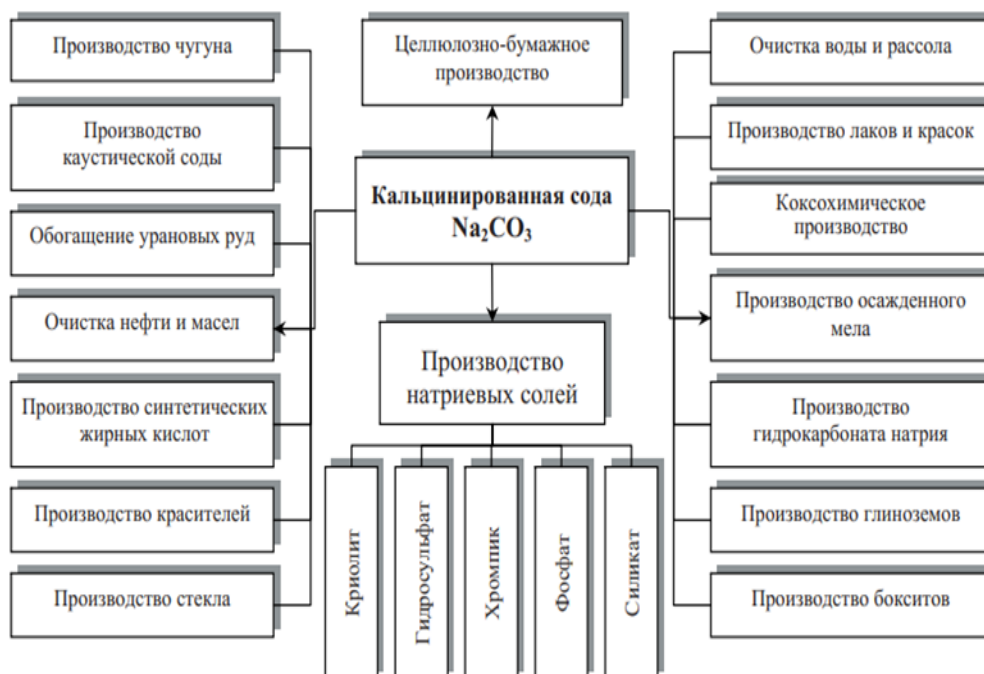 Производство чугуна
Производство
каустической соды
Обогащение урановых руд
Очистка нефти и масел
Производство синтетических
жирных кислот
Производство красителей
Производство стекла
Целлюлозно-бумажное
производство
Кальцинированная сода
Na₂CO₃
Производство
натриевых солей
Криолит
Гидросульфат
Хромпик
Фосфат
Силикат
Очистка воды и рассола
Производство лаков и красок
Коксохимическое
производство
Производство осажденного
мела
Производство
гидрокарбоната натрия
Производство глиноземов
Производство бокситов